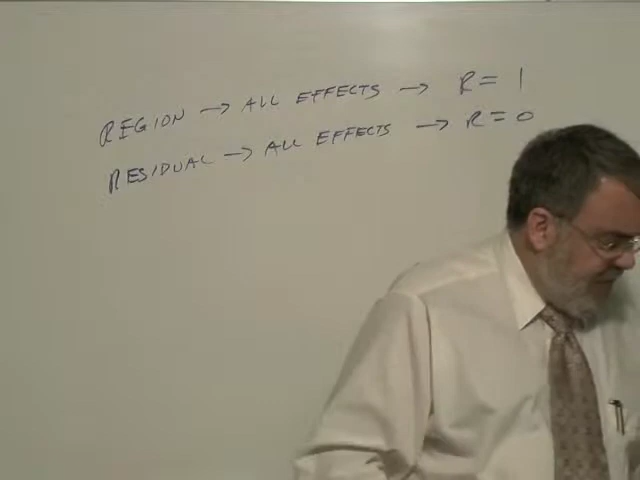 REGION → ALL EFFECTS → R = 1
RESIDUAL → ALL EFFECTS → R = 0